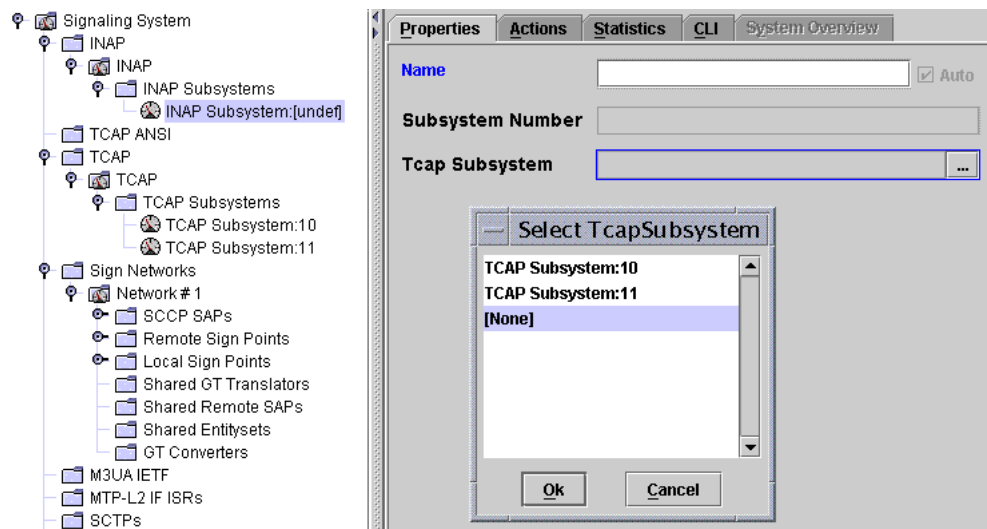 Signaling System
INAP
INAP
INAP Subsystems
INAP Subsystem:[undef]
TCAP ANSI
TCAP
TCAP
TCAP Subsystems
TCAP Subsystem:10
TCAP Subsystem:11
Sign Networks
Network # 1
SCCP SAPs
Remote Sign Points
Local Sign Points
Shared GT Translators
Shared Remote SAPs
Shared Entitysets
GT Converters
M3UA IETF
MTP-L2 IF ISRs
SCTPs
Properties Actions Statistics CLI System Overview
Name Auto
Subsystem Number
Tcap Subsystem ...
Select TcapSubsystem
TCAP Subsystem:10
TCAP Subsystem:11
[None]
Ok Cancel